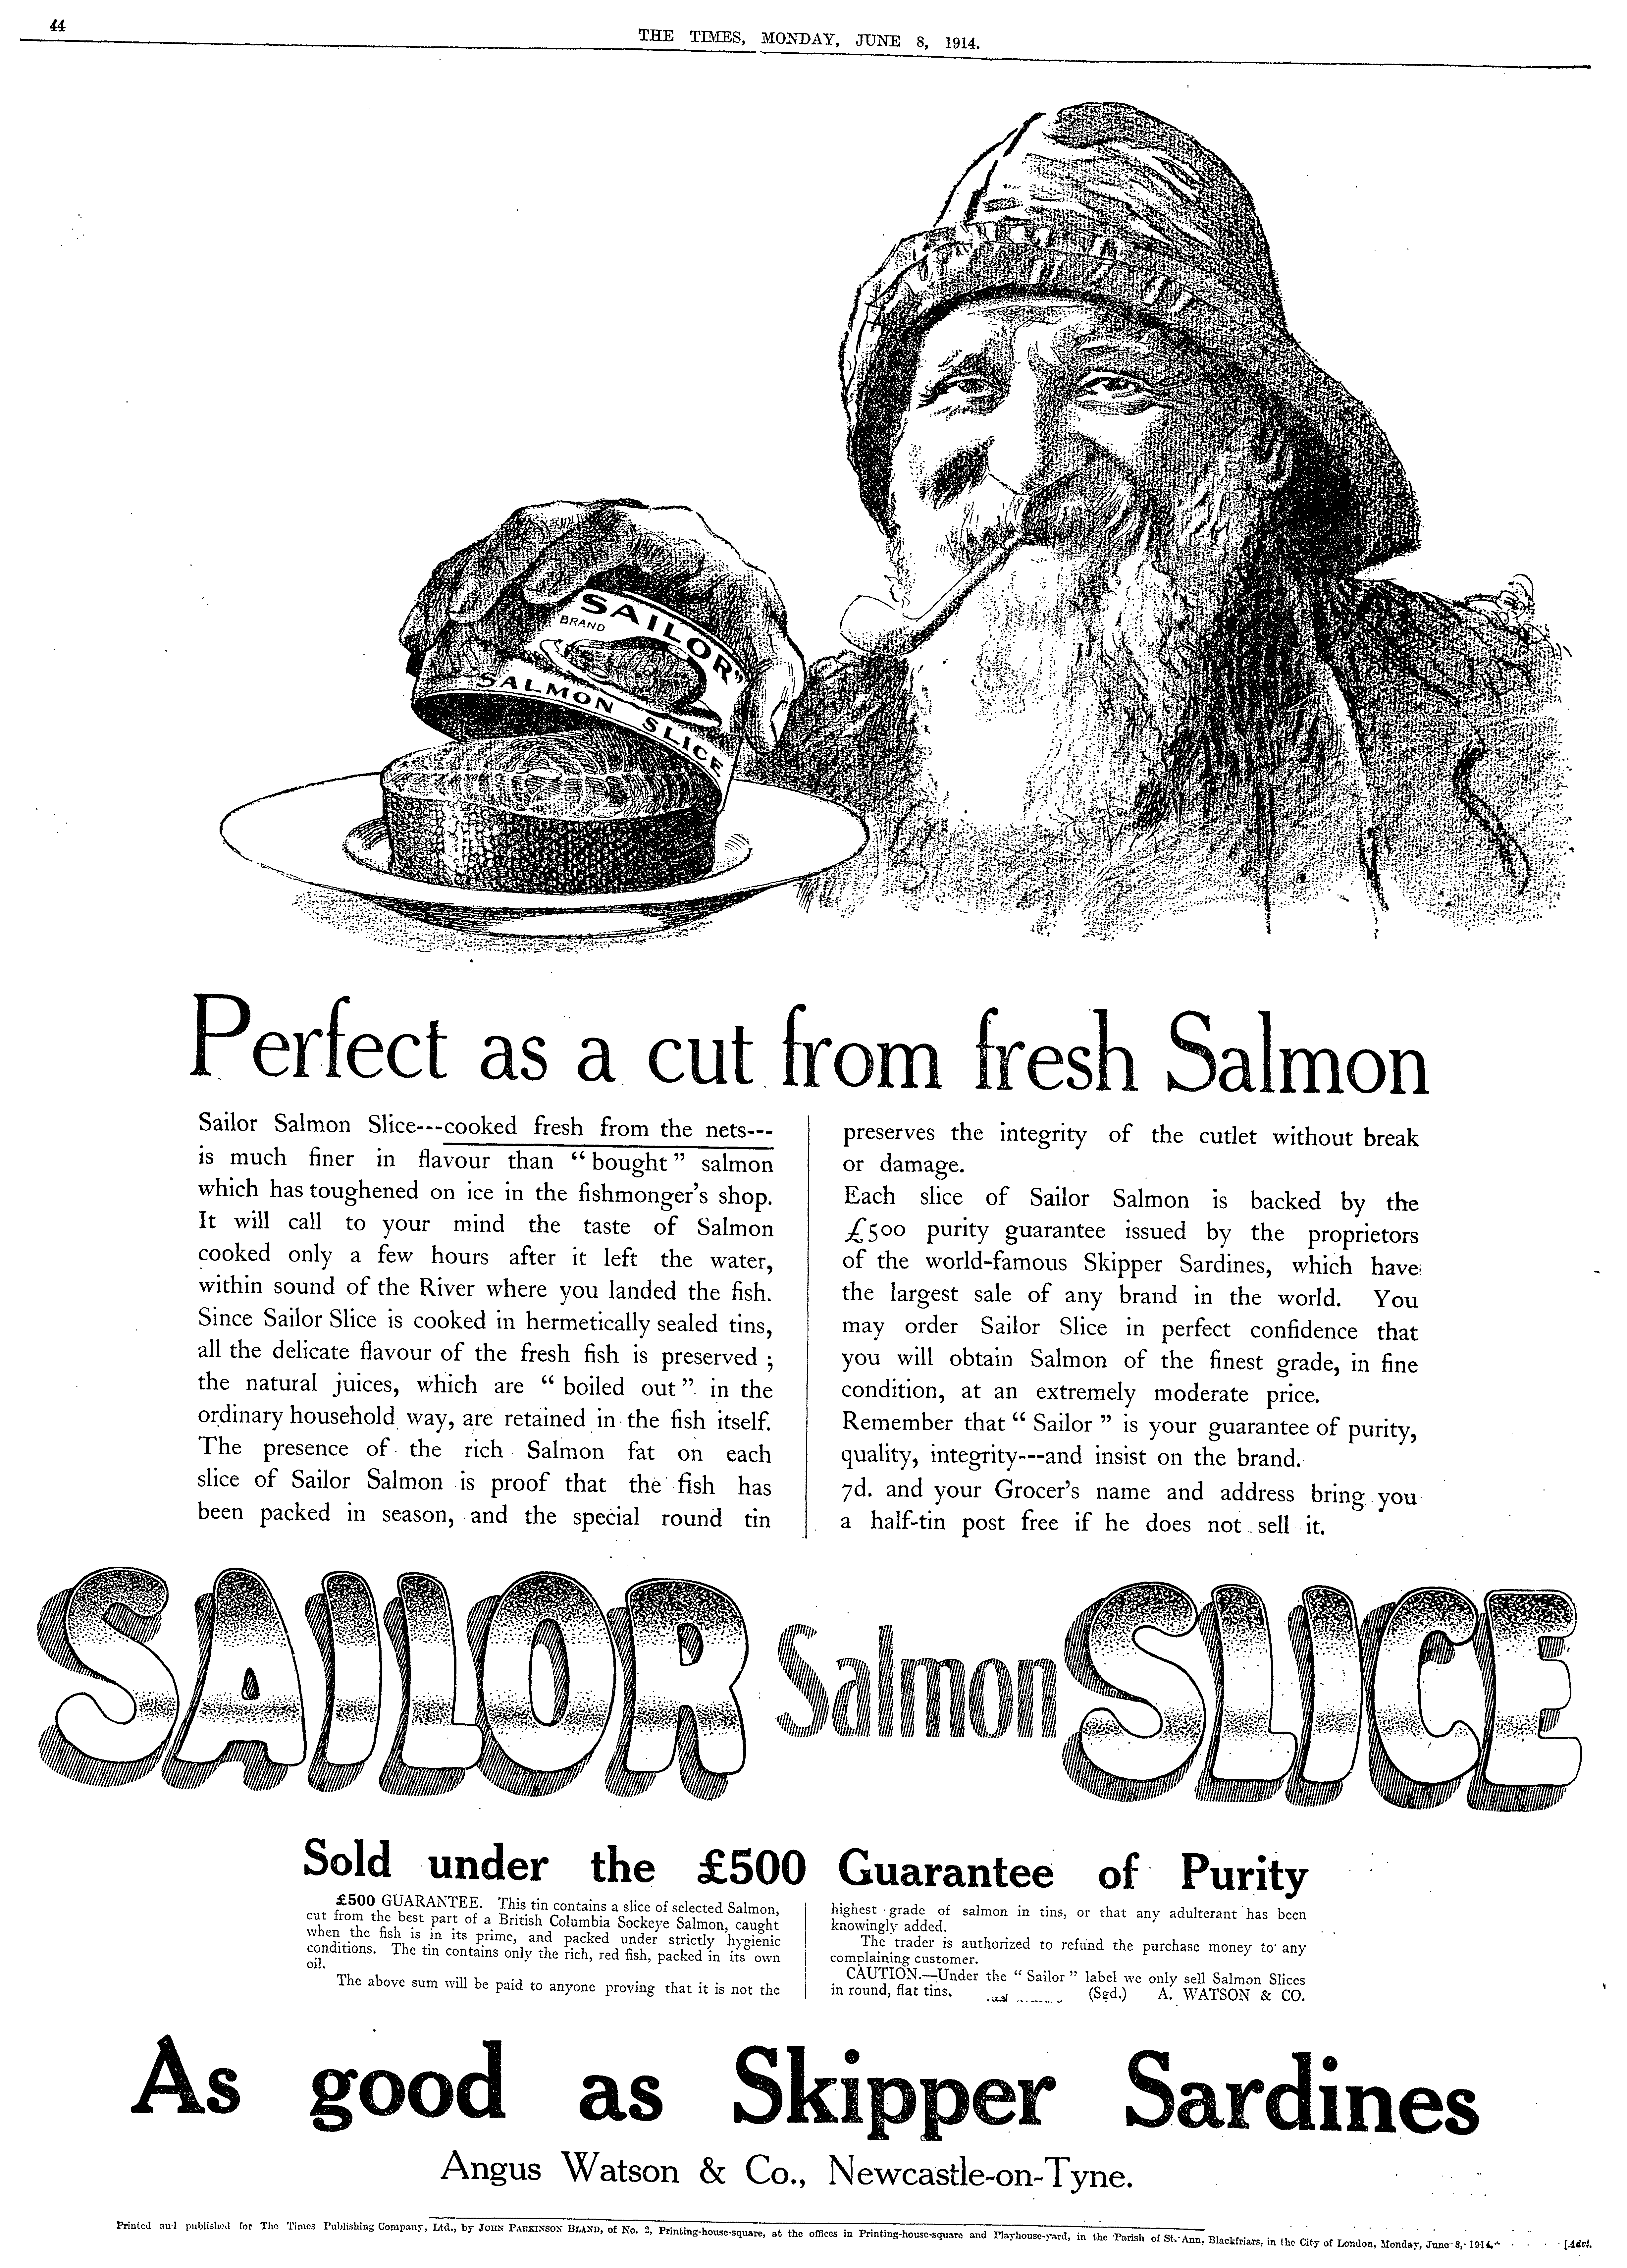 44
THE TIMES, MONDAY, JUNE 8, 1914.
"SAILOR"
BRAND
SALMON SLICE
Perfect as a cut from fresh Salmon
Sailor Salmon Slice---cooked fresh from the nets---
is much finer in flavour than “ bought ” salmon
which has toughened on ice in the fishmonger's shop.
It will call to your mind the taste of Salmon
cooked only a few hours after it left the water,
within sound of the River where you landed the fish.
Since Sailor Slice is cooked in hermetically sealed tins,
all the delicate flavour of the fresh fish is preserved ;
the natural juices, which are “ boiled out ” in the
ordinary household way, are retained in the fish itself.
The presence of the rich Salmon fat on each
slice of Sailor Salmon is proof that the fish has
been packed in season, and the special round tin
preserves the integrity of the cutlet without break
or damage.
Each slice of Sailor Salmon is backed by the
£500 purity guarantee issued by the proprietors
of the world-famous Skipper Sardines, which have
the largest sale of any brand in the world. You
may order Sailor Slice in perfect confidence that
you will obtain Salmon of the finest grade, in fine
condition, at an extremely moderate price.
Remember that “ Sailor ” is your guarantee of purity,
quality, integrity---and insist on the brand.
7d. and your Grocer's name and address bring you
a half-tin post free if he does not sell it.
SAILOR Salmon SLICE
Sold under the £500 Guarantee of Purity
£500 GUARANTEE. This tin contains a slice of selected Salmon,
cut from the best part of a British Columbia Sockeye Salmon, caught
when the fish is in its prime, and packed under strictly hygienic
conditions. The tin contains only the rich, red fish, packed in its own
oil.
The above sum will be paid to anyone proving that it is not the
highest grade of salmon in tins, or that any adulterant has been
knowingly added.
The trader is authorized to refund the purchase money to any
complaining customer.
CAUTION.—Under the “ Sailor ” label we only sell Salmon Slices
in round, flat tins. (Sgd.) A. WATSON & CO.
As good as Skipper Sardines
Angus Watson & Co., Newcastle-on-Tyne.
Printed and published for The Times Publishing Company, Ltd., by JOHN PARKINSON BLAND, of No. 2, Printing-house-square, at the offices in Printing-house-square and Playhouse-yard, in the Parish of St. Ann, Blackfriars, in the City of London, Monday, June 8, 1914. [Advt.